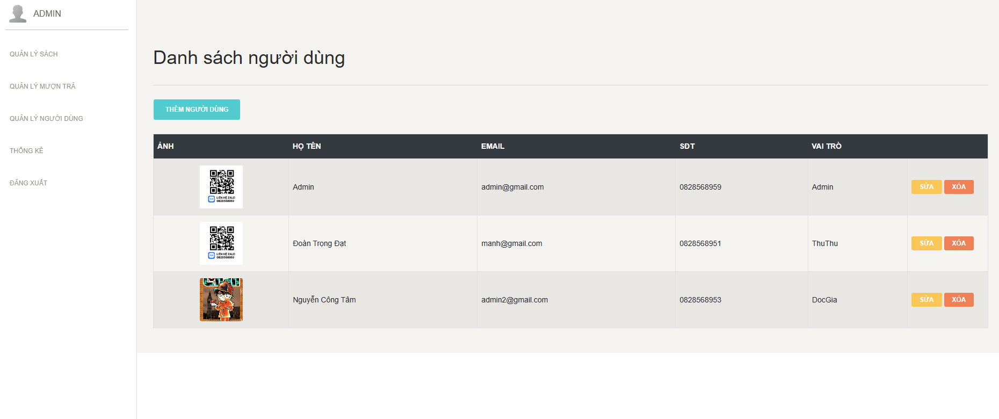 ADMIN
QUẢN LÝ SÁCH
QUẢN LÝ MƯỢN TRẢ
QUẢN LÝ NGƯỜI DÙNG
THỐNG KÊ
ĐĂNG XUẤT
Danh sách người dùng
THÊM NGƯỜI DÙNG
ẢNH HỌ TÊN EMAIL SĐT VAI TRÒ
LIÊN HỆ ZALO
0828568959
Admin admin@gmail.com 0828568959 Admin SỬA XÓA
LIÊN HỆ ZALO
0828568959
Đoàn Trọng Đạt manh@gmail.com 0828568951 ThuThu SỬA XÓA
Nguyễn Công Tâm admin2@gmail.com 0828568953 DocGia SỬA XÓA